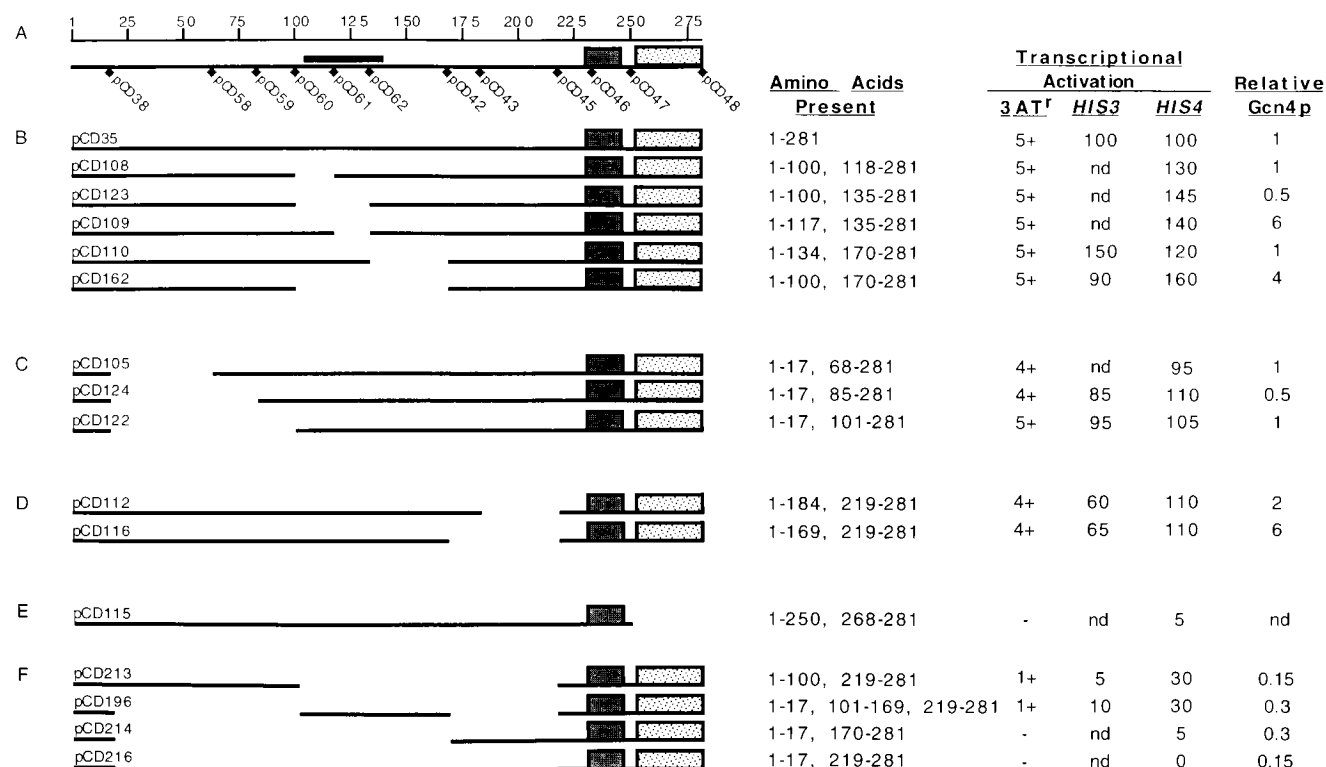 1 25 50 75 100 125 150 175 200 225 250 275
A
pCD38 pCD58 pCD59 pCD60 pCD61 pCD62 pCD42 pCD43 pCD45 pCD46 pCD47 pCD48
Transcriptional
Amino Acids Activation Relative
Present 3AT^r HIS3 HIS4 Gcn4p
B pCD35 1-281 5+ 100 100 1
pCD108 1-100, 118-281 5+ nd 130 1
pCD123 1-100, 135-281 5+ nd 145 0.5
pCD109 1-117, 135-281 5+ nd 140 6
pCD110 1-134, 170-281 5+ 150 120 1
pCD162 1-100, 170-281 5+ 90 160 4
C pCD105 1-17, 68-281 4+ nd 95 1
pCD124 1-17, 85-281 4+ 85 110 0.5
pCD122 1-17, 101-281 5+ 95 105 1
D pCD112 1-184, 219-281 4+ 60 110 2
pCD116 1-169, 219-281 4+ 65 110 6
E pCD115 1-250, 268-281 - nd 5 nd
F pCD213 1-100, 219-281 1+ 5 30 0.15
pCD196 1-17, 101-169, 219-281 1+ 10 30 0.3
pCD214 1-17, 170-281 - nd 5 0.3
pCD216 1-17, 219-281 - nd 0 0.15